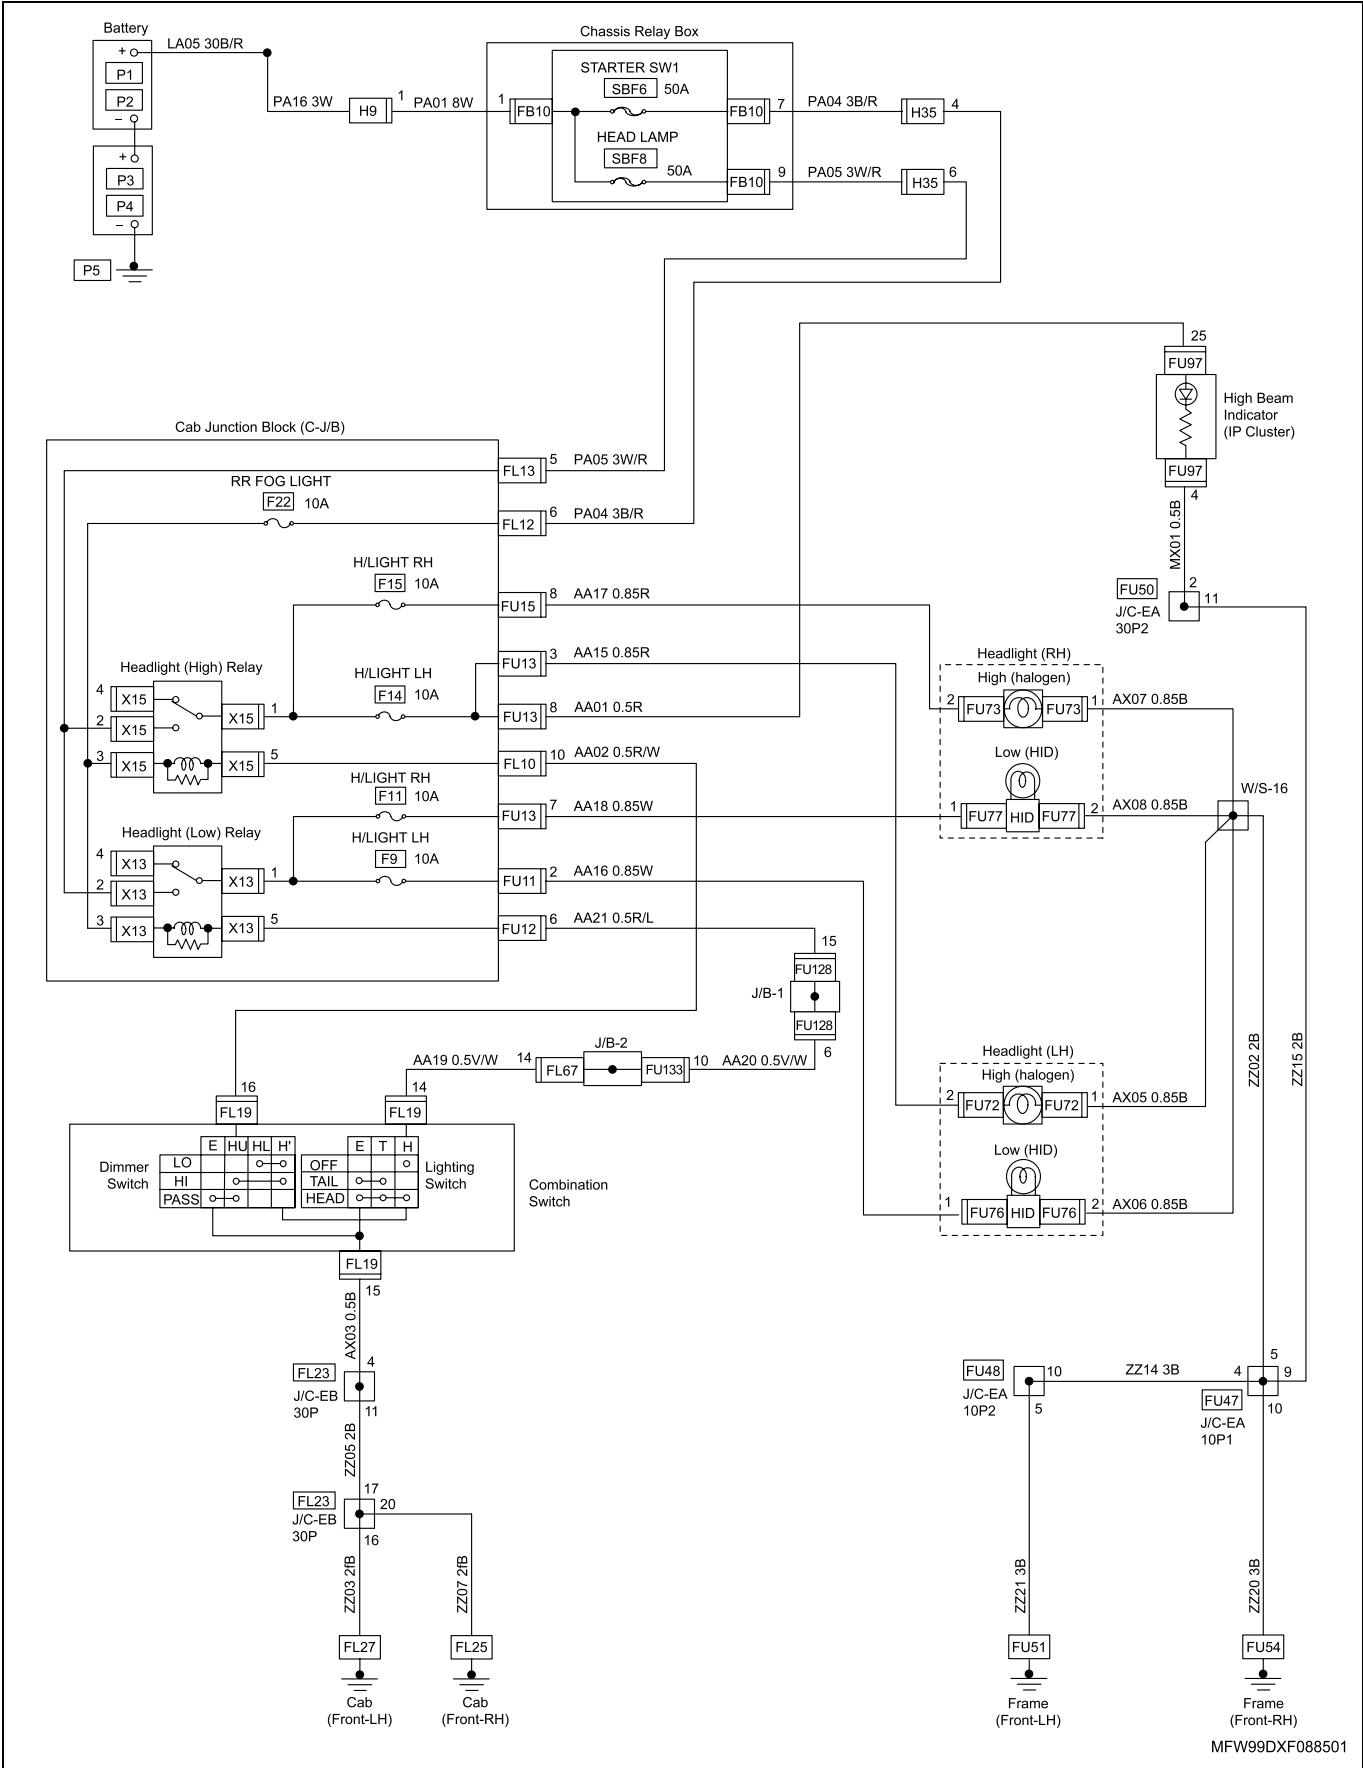 Battery
LA05 30B/R
+
P1
P2
–
+
P3
P4
–
P5
PA16 3W
H9
1
PA01 8W
Chassis Relay Box
1
FB10
STARTER SW1
SBF6 50A
HEAD LAMP
SBF8
50A
FB10
7
PA04 3B/R
H35
4
FB10
9
PA05 3W/R
H35
6
25
FU97
High Beam
Indicator
(IP Cluster)
FU97
4
MX01 0.5B
FU50
2
11
J/C-EA
30P2
Cab Junction Block (C-J/B)
FL13
5
PA05 3W/R
RR FOG LIGHT
F22 10A
FL12
6
PA04 3B/R
H/LIGHT RH
F15 10A
FU15
8
AA17 0.85R
FU13
3
AA15 0.85R
Headlight (High) Relay
H/LIGHT LH
F14 10A
FU13
8
AA01 0.5R
4
X15
2
X15
3
X15
X15
1
X15
5
FL10
10
AA02 0.5R/W
H/LIGHT RH
F11 10A
FU13
7
AA18 0.85W
Headlight (Low) Relay
H/LIGHT LH
F9 10A
FU11
2
AA16 0.85W
4
X13
2
X13
3
X13
X13
1
X13
5
FU12
6
AA21 0.5R/L
Headlight (RH)
High (halogen)
2
FU73
FU73
1
AX07 0.85B
Low (HID)
1
FU77
HID
FU77
2
AX08 0.85B
W/S-16
15
FU128
J/B-1
FU128
6
J/B-2
AA19 0.5V/W
14
FL67
FU133
10
AA20 0.5V/W
Headlight (LH)
High (halogen)
2
FU72
FU72
1
AX05 0.85B
Low (HID)
1
FU76
HID
FU76
2
AX06 0.85B
ZZ02 2B
ZZ15 2B
16
FL19
14
FL19
Dimmer
Switch
E HU HL H'
LO
HI
PASS
E T H
OFF
TAIL
HEAD
Lighting
Switch
Combination
Switch
FL19
15
AX03 0.5B
FL23
4
J/C-EB
30P
11
ZZ05 2B
FL23
17
20
J/C-EB
30P
16
ZZ03 2fB
ZZ07 2fB
FL27
Cab
(Front-LH)
FL25
Cab
(Front-RH)
FU48
10
J/C-EA
10P2
5
ZZ14 3B
5
4
9
FU47
10
J/C-EA
10P1
ZZ21 3B
ZZ20 3B
FU51
Frame
(Front-LH)
FU54
Frame
(Front-RH)
MFW99DXF088501